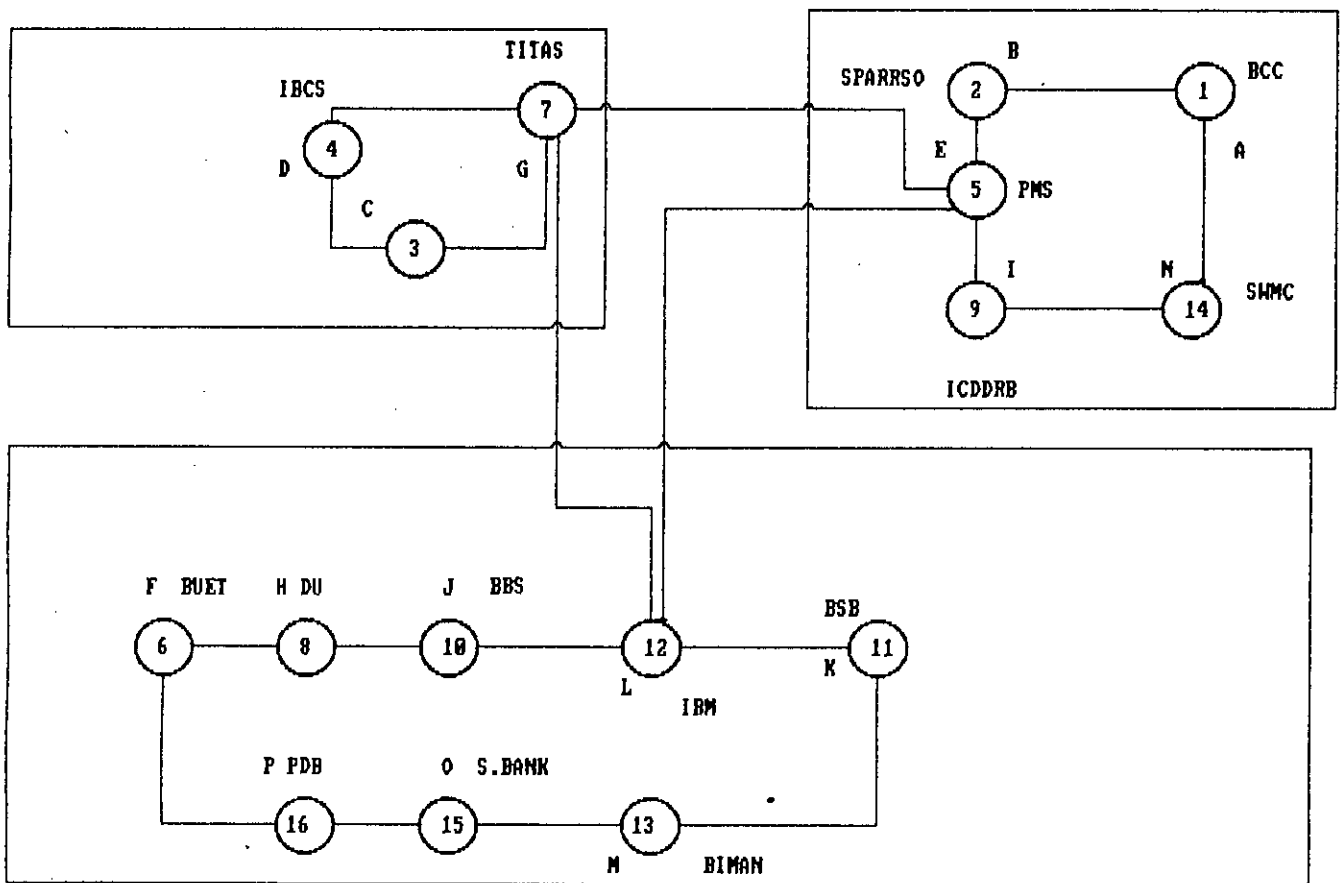 TITAS
IBCS
7
4
D
G
C
3
B
BCC
SPARRSO
2
1
E
A
5
PMS
I
N
SWMC
9
14
ICDDRB
F BUET
H DU
J BBS
BSB
6
8
10
12
11
K
L
IBM
P PDB
O S.BANK
16
15
13
M
BIMAN